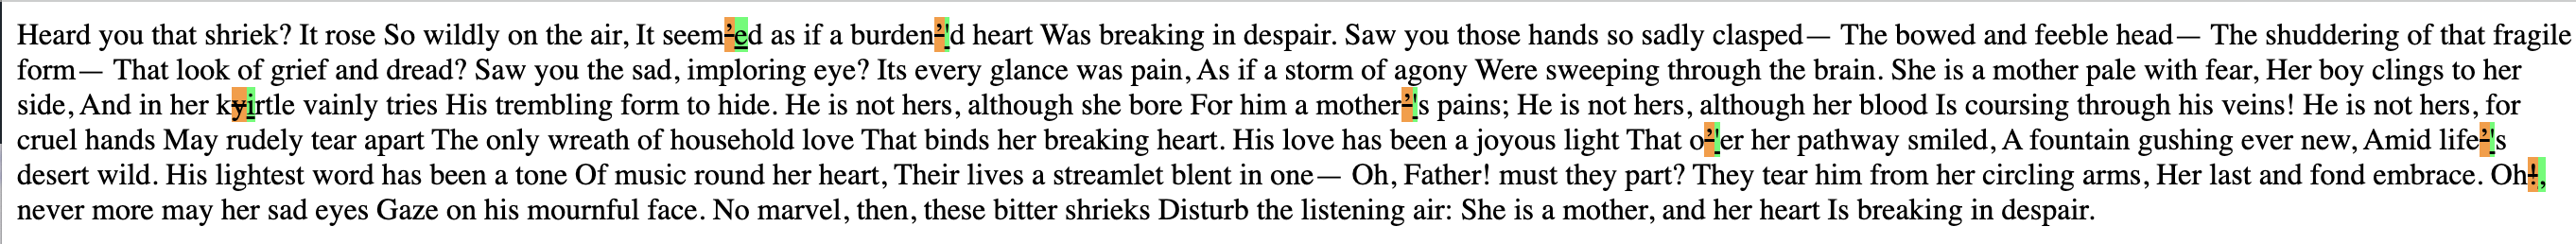 Heard you that shriek? It rose So wildly on the air, It seem’ed as if a burden’'d heart Was breaking in despair. Saw you those hands so sadly clasped— The bowed and feeble head— The shuddering of that fragile
form— That look of grief and dread? Saw you the sad, imploring eye? Its every glance was pain, As if a storm of agony Were sweeping through the brain. She is a mother pale with fear, Her boy clings to her
side, And in her kyirtle vainly tries His trembling form to hide. He is not hers, although she bore For him a mother’'s pains; He is not hers, although her blood Is coursing through his veins! He is not hers, for
cruel hands May rudely tear apart The only wreath of household love That binds her breaking heart. His love has been a joyous light That o’'er her pathway smiled, A fountain gushing ever new, Amid life’'s
desert wild. His lightest word has been a tone Of music round her heart, Their lives a streamlet blent in one— Oh, Father! must they part? They tear him from her circling arms, Her last and fond embrace. Oh!,
never more may her sad eyes Gaze on his mournful face. No marvel, then, these bitter shrieks Disturb the listening air: She is a mother, and her heart Is breaking in despair.